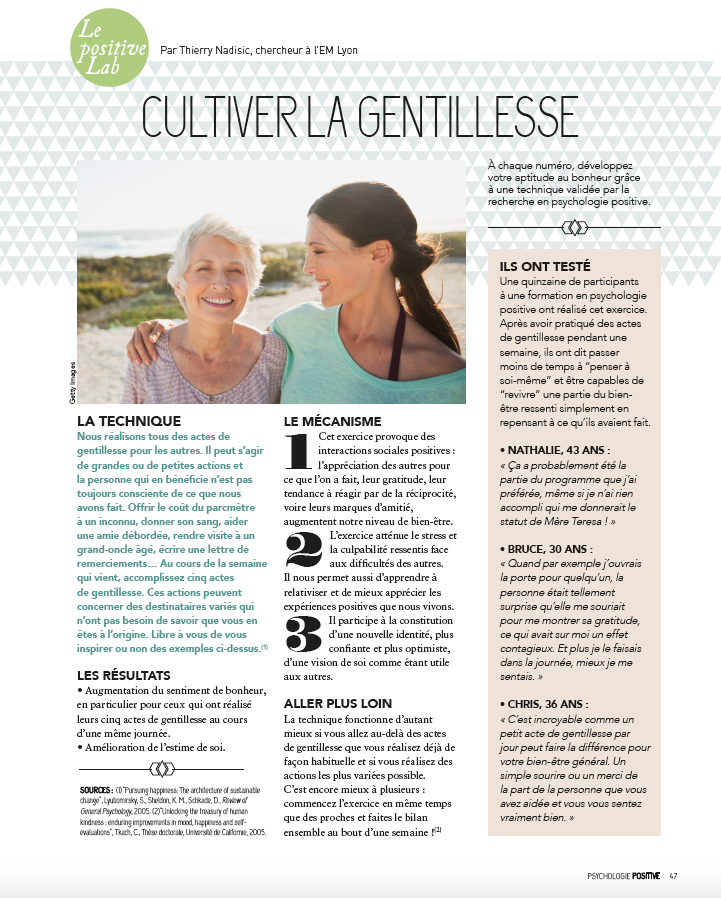 Le
positive
Lab
Par Thierry Nadisic, chercheur à l'EM Lyon
CULTIVER LA GENTILLESSE
À chaque numéro, développez
votre aptitude au bonheur grâce
à une technique validée par la
recherche en psychologie positive.
Getty Images
LA TECHNIQUE
Nous réalisons tous des actes de
gentillesse pour les autres. Il peut s'agir
de grandes ou de petites actions et
la personne qui en bénéficie n'est pas
toujours consciente de ce que nous
avons fait. Offrir le coût du parcmètre
à un inconnu, donner son sang, aider
une amie débordée, rendre visite à un
grand-oncle âgé, écrire une lettre de
remerciements... Au cours de la semaine
qui vient, accomplissez cinq actes
de gentillesse. Ces actions peuvent
concerner des destinataires variés qui
n'ont pas besoin de savoir que vous en
êtes à l'origine. Libre à vous de vous
inspirer ou non des exemples ci-dessus.(1)
LES RÉSULTATS
• Augmentation du sentiment de bonheur,
en particulier pour ceux qui ont réalisé
leurs cinq actes de gentillesse au cours
d'une même journée.
• Amélioration de l'estime de soi.
SOURCES : (1) "Pursuing happiness: The architecture of sustainable
change", Lyubomirsky, S., Sheldon, K. M., Schkade, D., Review of
General Psychology, 2005. (2) "Unlocking the treasury of human
kindness : enduring improvements in mood, happiness and self-
evaluations", Tkach, C., Thèse doctorale, Université de Californie, 2005.
LE MÉCANISME
1 Cet exercice provoque des
interactions sociales positives :
l'appréciation des autres pour
ce que l'on a fait, leur gratitude, leur
tendance à réagir par de la réciprocité,
voire leurs marques d'amitié,
augmentent notre niveau de bien-être.
2 L'exercice atténue le stress et
la culpabilité ressentis face
aux difficultés des autres.
Il nous permet aussi d'apprendre à
relativiser et de mieux apprécier les
expériences positives que nous vivons.
3 Il participe à la constitution
d'une nouvelle identité, plus
confiante et plus optimiste,
d'une vision de soi comme étant utile
aux autres.
ALLER PLUS LOIN
La technique fonctionne d'autant
mieux si vous allez au-delà des actes
de gentillesse que vous réalisez déjà de
façon habituelle et si vous réalisez des
actions les plus variées possible.
C'est encore mieux à plusieurs :
commencez l'exercice en même temps
que des proches et faites le bilan
ensemble au bout d'une semaine !(2)
ILS ONT TESTÉ
Une quinzaine de participants
à une formation en psychologie
positive ont réalisé cet exercice.
Après avoir pratiqué des actes
de gentillesse pendant une
semaine, ils ont dit passer
moins de temps à "penser à
soi-même" et être capables de
"revivre" une partie du bien-
être ressenti simplement en
repensant à ce qu'ils avaient fait.
• NATHALIE, 43 ANS :
« Ça a probablement été la
partie du programme que j'ai
préférée, même si je n'ai rien
accompli qui me donnerait le
statut de Mère Teresa ! »
• BRUCE, 30 ANS :
« Quand par exemple j'ouvrais
la porte pour quelqu'un, la
personne était tellement
surprise qu'elle me souriait
pour me montrer sa gratitude,
ce qui avait sur moi un effet
contagieux. Et plus je le faisais
dans la journée, mieux je me
sentais. »
• CHRIS, 36 ANS :
« C'est incroyable comme un
petit acte de gentillesse par
jour peut faire la différence pour
votre bien-être général. Un
simple sourire ou un merci de
la part de la personne que vous
avez aidée et vous vous sentez
vraiment bien. »
PSYCHOLOGIE POSITIVE 47